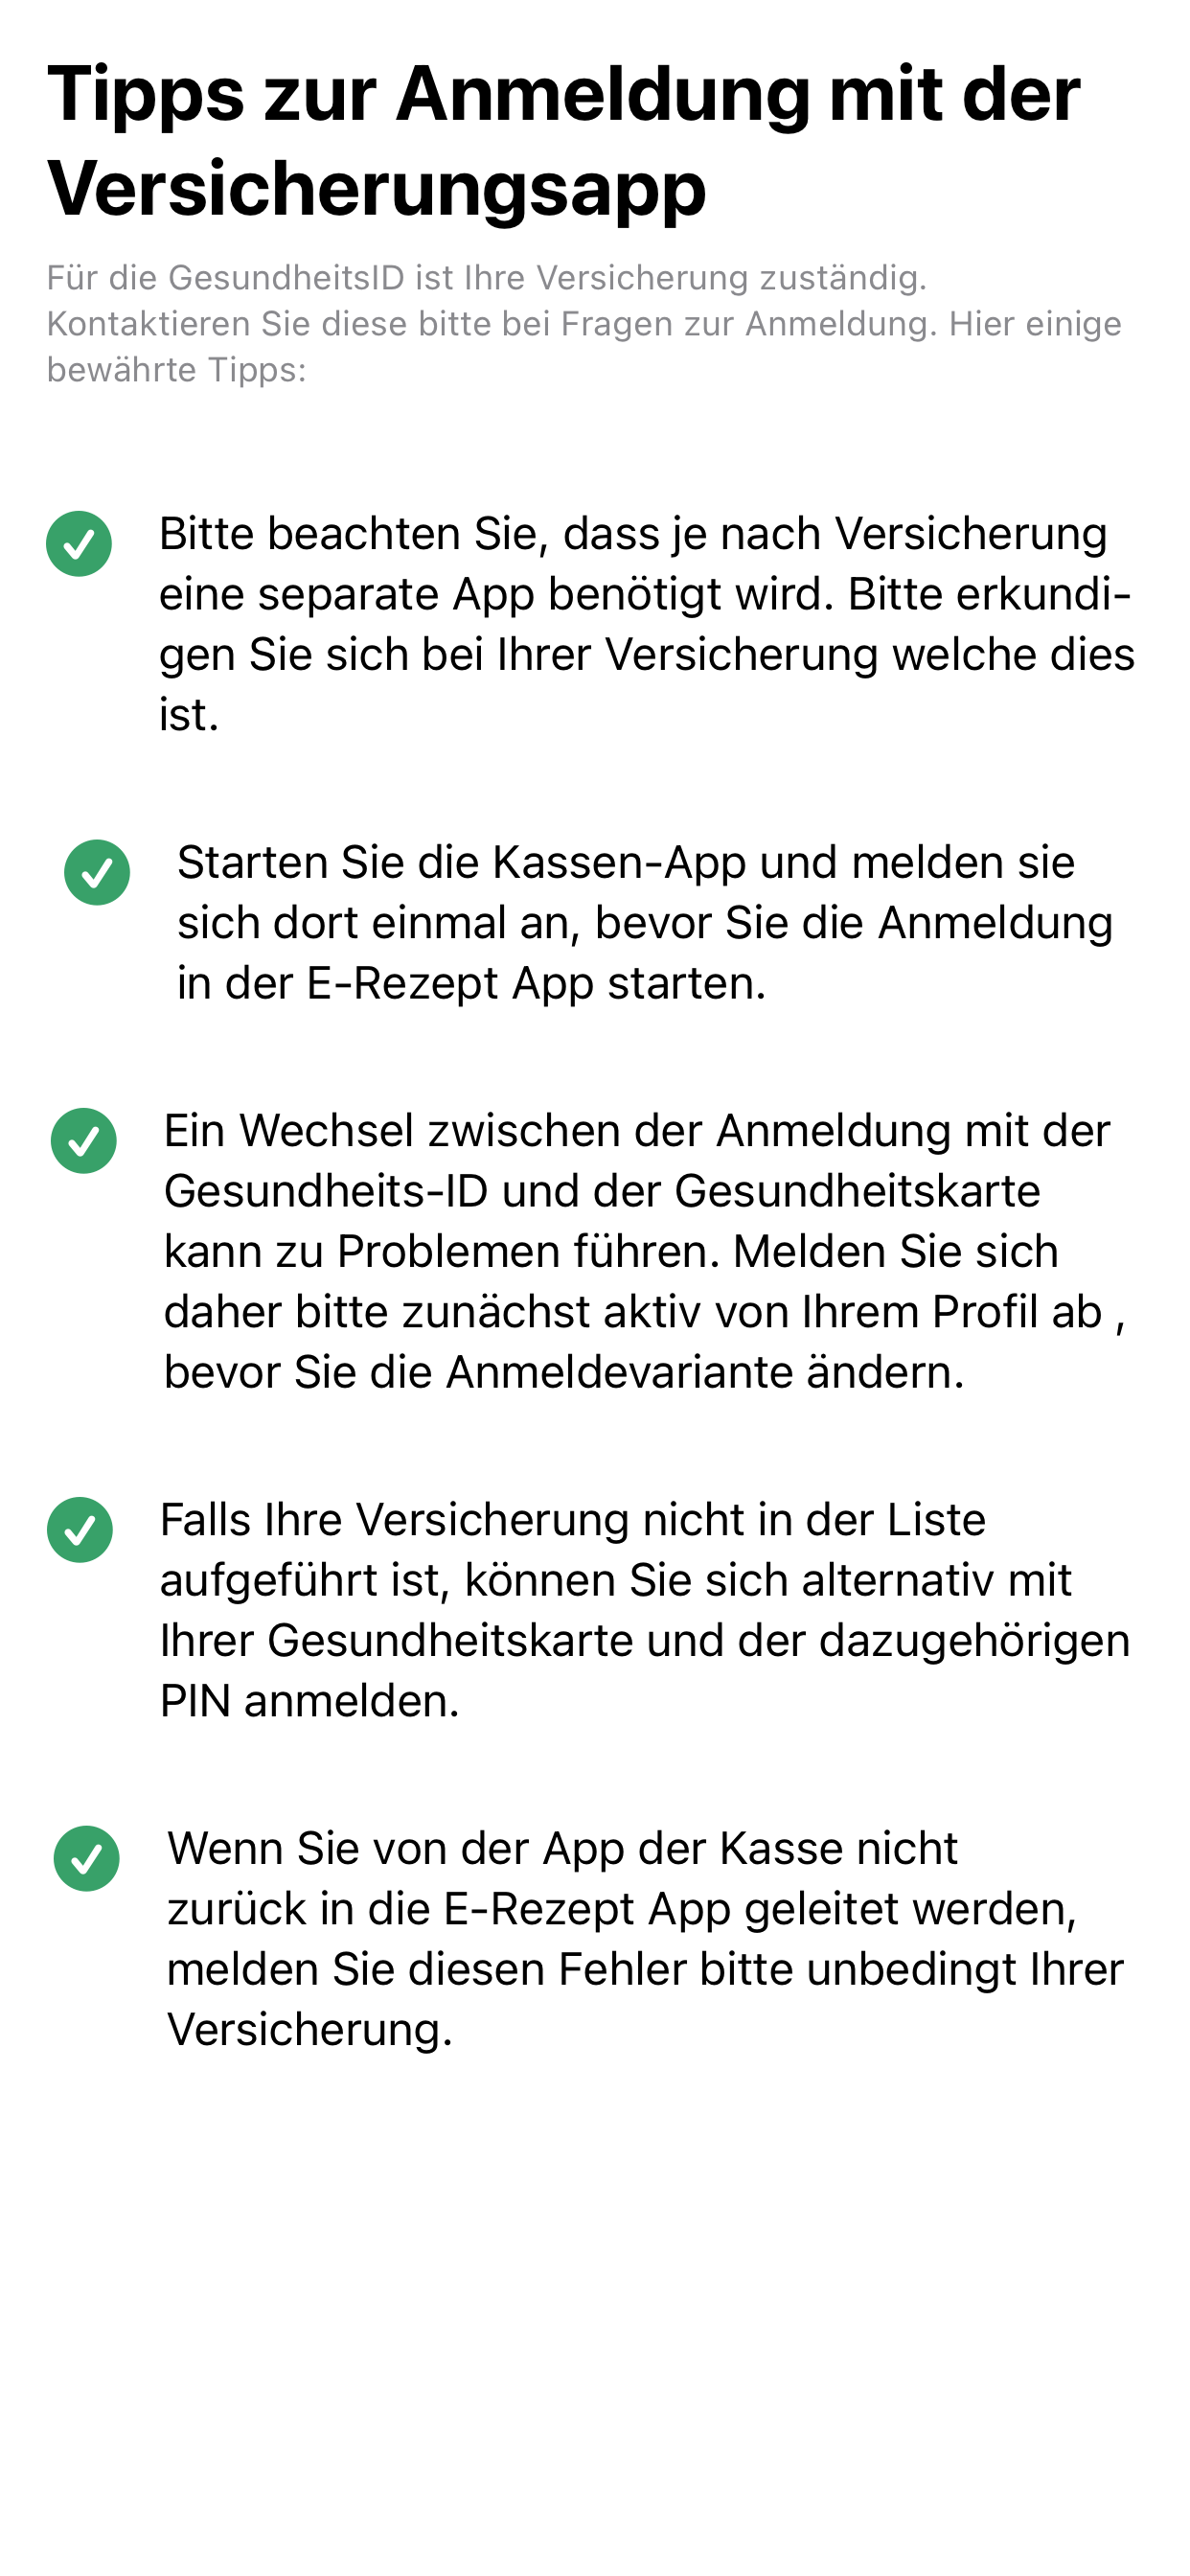 Tipps zur Anmeldung mit der
Versicherungsapp
Für die GesundheitsID ist Ihre Versicherung zuständig.
Kontaktieren Sie diese bitte bei Fragen zur Anmeldung. Hier einige
bewährte Tipps:
Bitte beachten Sie, dass je nach Versicherung
eine separate App benötigt wird. Bitte erkundi-
gen Sie sich bei Ihrer Versicherung welche dies
ist.
Starten Sie die Kassen-App und melden sie
sich dort einmal an, bevor Sie die Anmeldung
in der E-Rezept App starten.
Ein Wechsel zwischen der Anmeldung mit der
Gesundheits-ID und der Gesundheitskarte
kann zu Problemen führen. Melden Sie sich
daher bitte zunächst aktiv von Ihrem Profil ab ,
bevor Sie die Anmeldevariante ändern.
Falls Ihre Versicherung nicht in der Liste
aufgeführt ist, können Sie sich alternativ mit
Ihrer Gesundheitskarte und der dazugehörigen
PIN anmelden.
Wenn Sie von der App der Kasse nicht
zurück in die E-Rezept App geleitet werden,
melden Sie diesen Fehler bitte unbedingt Ihrer
Versicherung.